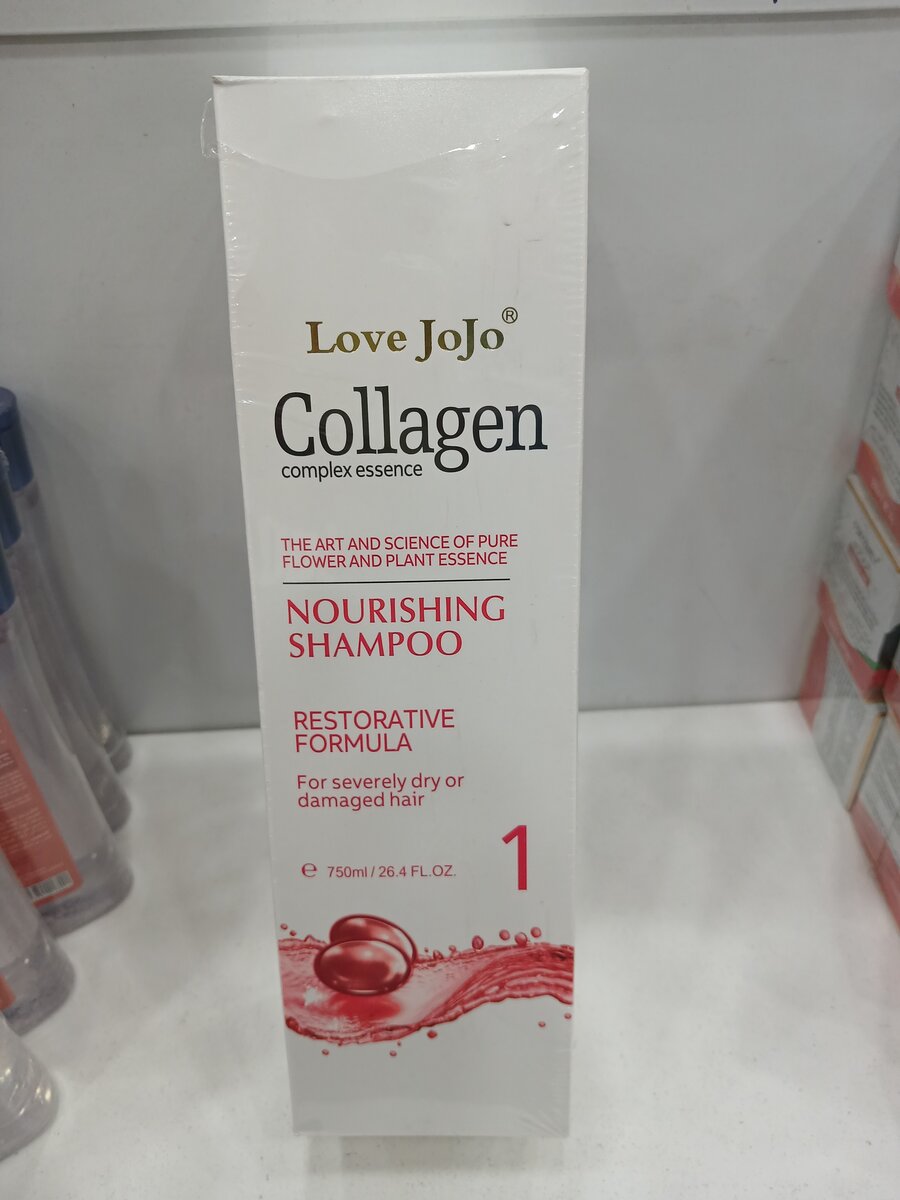 Love JoJo®
Collagen
complex essence
THE ART AND SCIENCE OF PURE
FLOWER AND PLANT ESSENCE
NOURISHING
SHAMPOO
RESTORATIVE
FORMULA
For severely dry or
damaged hair
1
℮ 750ml / 26.4 FL.OZ.